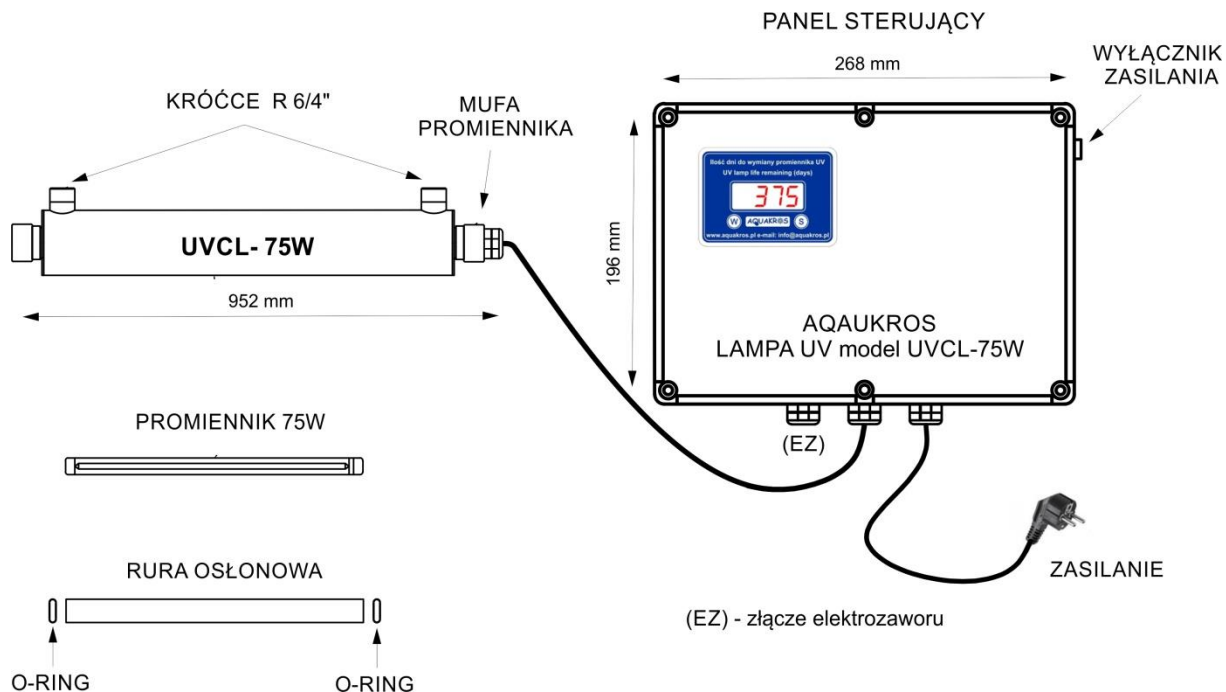 PANEL STERUJĄCY
268 mm
WYŁĄCZNIK
ZASILANIA
KRÓĆCE R 6/4"
MUFA
PROMIENNIKA
Ilość dni do wymiany promiennika UV
UV lamp life remaining (days)
375
W AQUAKROS S
www.aquakros.pl e-mail: info@aquakros.pl
196 mm
UVCL- 75W
952 mm
AQAUKROS
LAMPA UV model UVCL-75W
PROMIENNIK 75W
(EZ)
RURA OSŁONOWA
ZASILANIE
(EZ) - złącze elektrozaworu
O-RING
O-RING